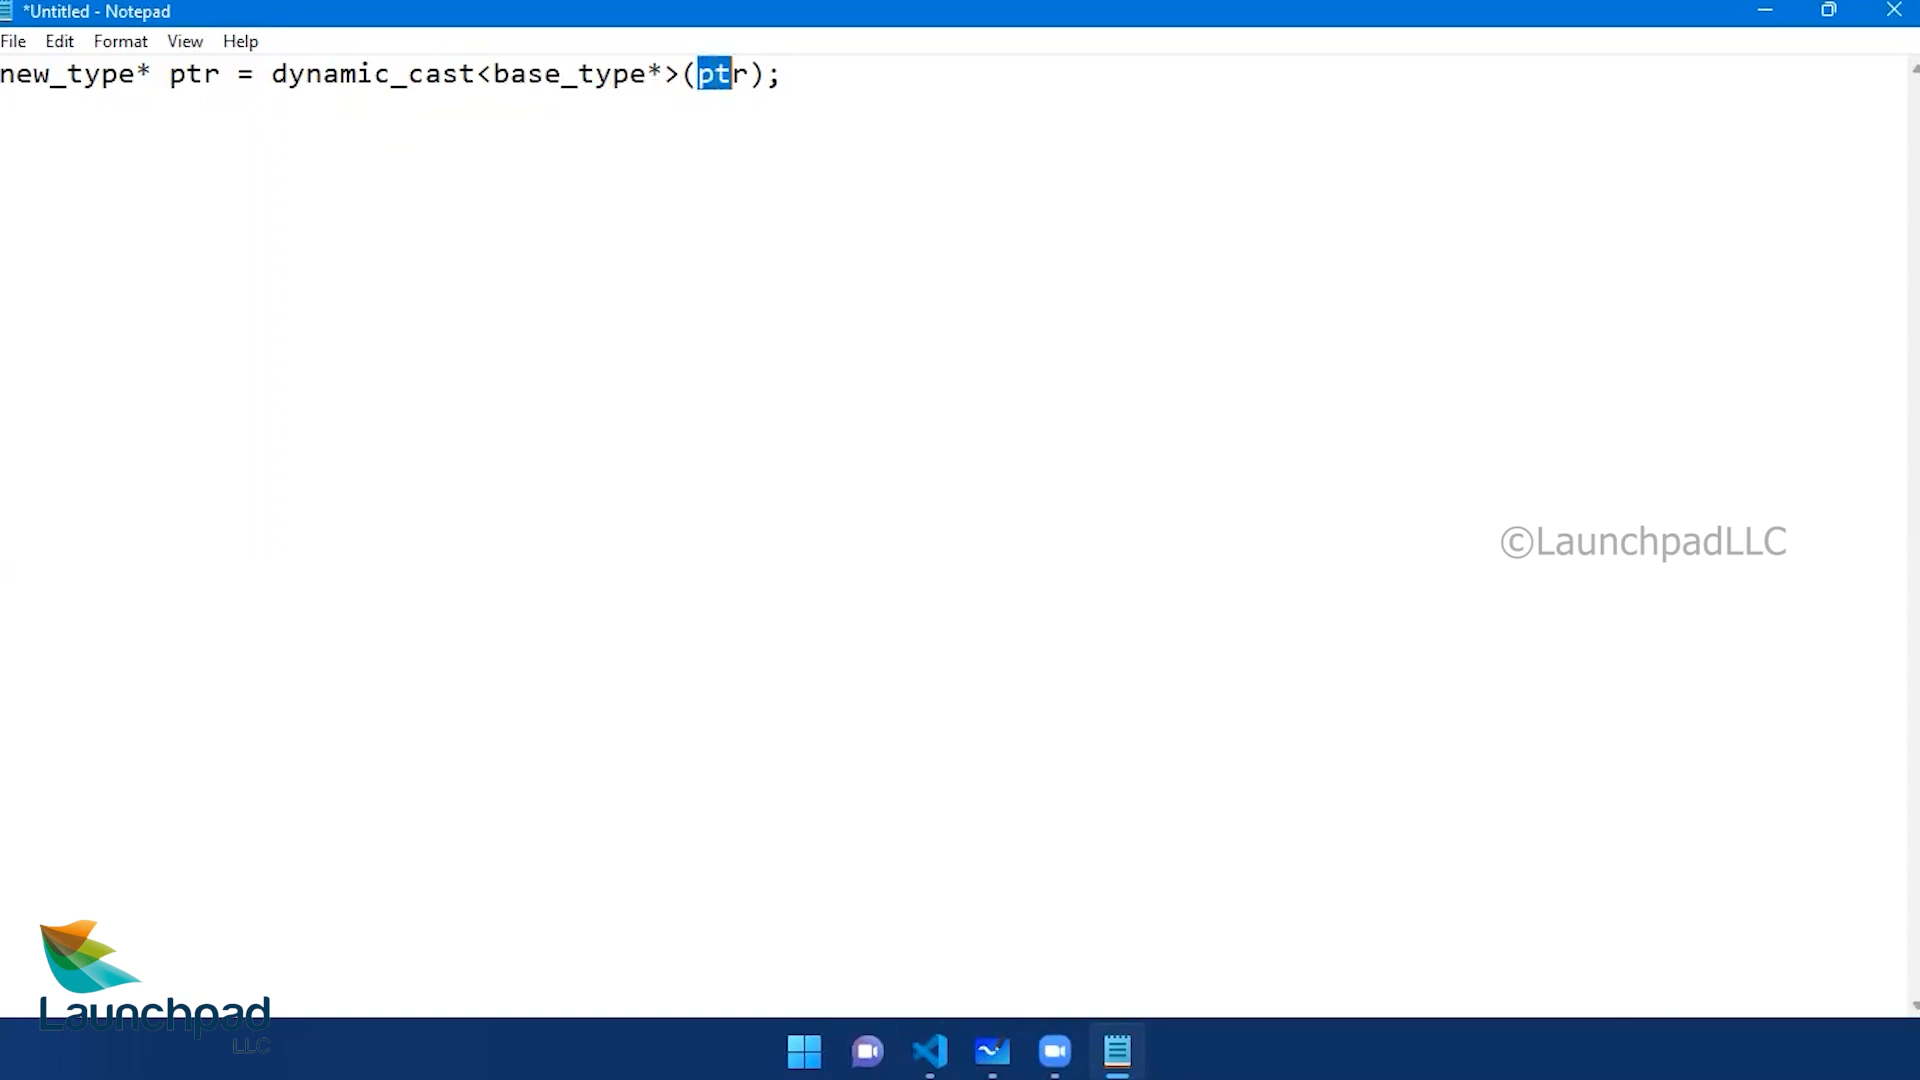 *Untitled - Notepad
File Edit Format View Help
new_type* ptr = dynamic_cast<base_type*>(ptr);
©LaunchpadLLC
Launchpad
LLC